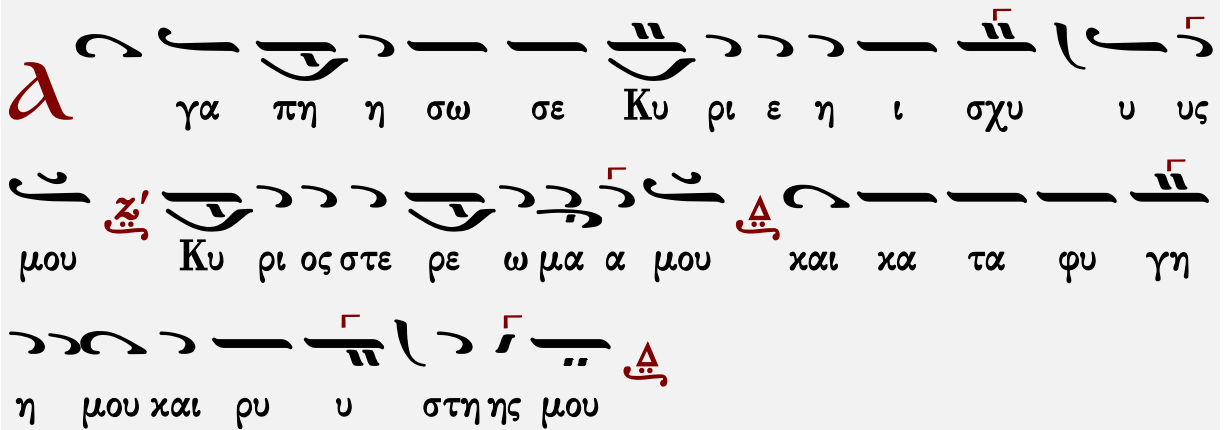 α γα πη η σω σε Κυ ρι ε η ι σχυ υ υς
μου Κυ ρι ος στε ρε ω μα α μου και κα τα φυ γη
η μου και ρυ υ στη ης μου